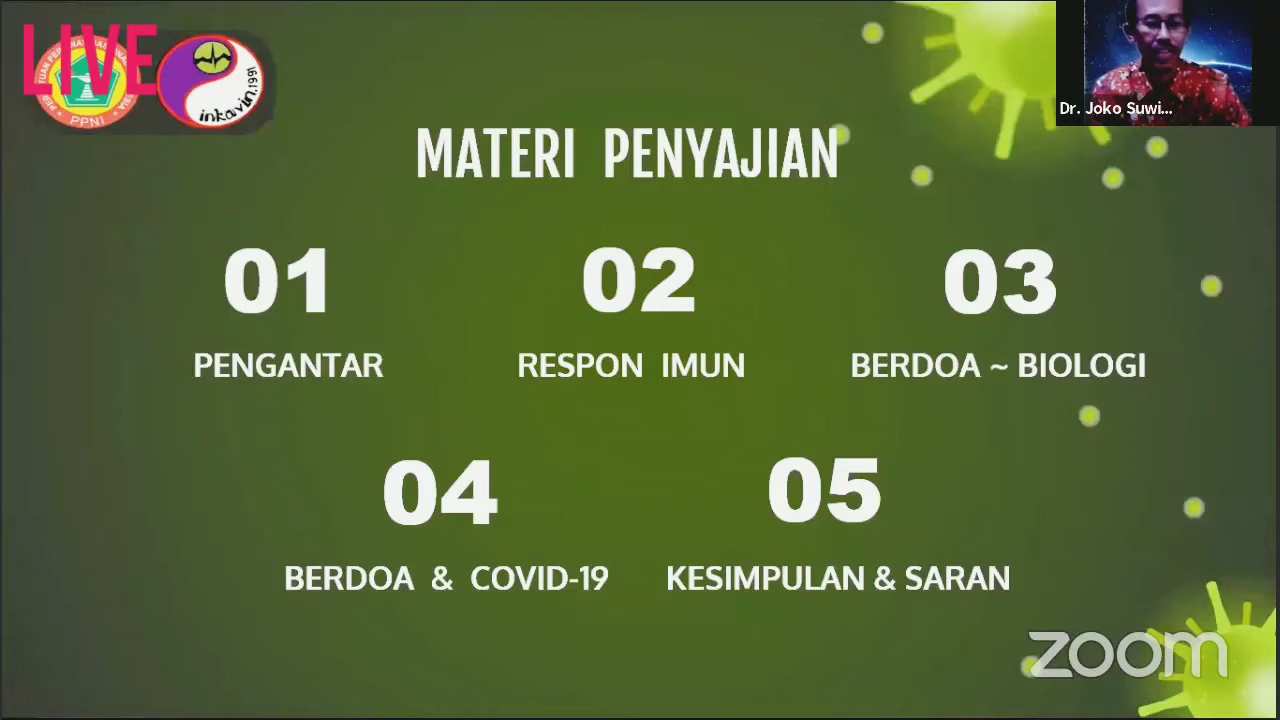 LIVE
PPNI
inkavin.1991
Dr. Joko Suwi...
MATERI PENYAJIAN
01
02
03
PENGANTAR
RESPON IMUN
BERDOA ~ BIOLOGI
04
05
BERDOA & COVID-19
KESIMPULAN & SARAN
zoom